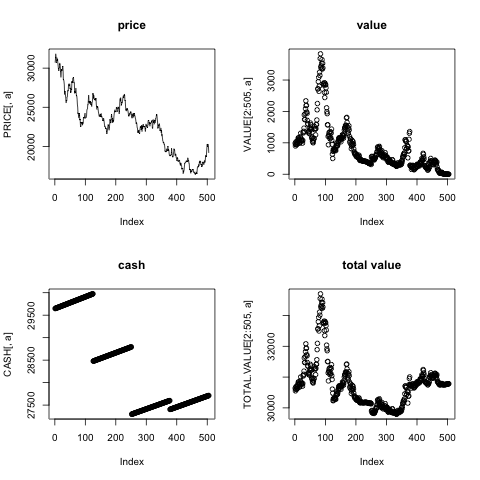 price
PRICE[, a]
20000 25000 30000
0 100 200 300 400 500
Index
value
VALUE[2:505, a]
0 1000 2000 3000
0 100 200 300 400 500
Index
cash
CASH[, a]
27500 28500 29500
0 100 200 300 400 500
Index
total value
TOTAL.VALUE[2:505, a]
30000 32000
0 100 200 300 400 500
Index